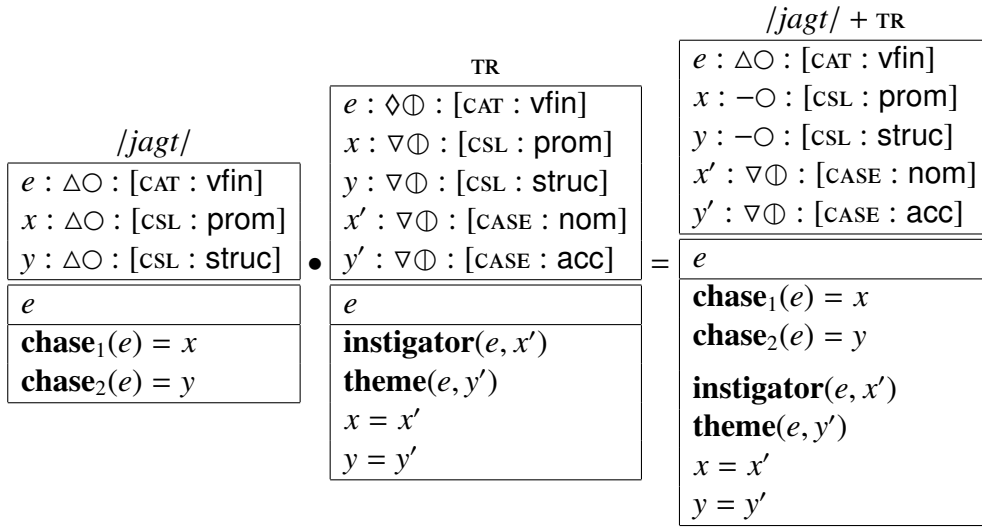 /jagt/
e : △○ : [CAT : vfin]
x : △○ : [CSL : prom]
y : △○ : [CSL : struc]
e
chase₁(e) = x
chase₂(e) = y
•
TR
e : ◊⦶ : [CAT : vfin]
x : ▽⦶ : [CSL : prom]
y : ▽⦶ : [CSL : struc]
x′ : ▽⦶ : [CASE : nom]
y′ : ▽⦶ : [CASE : acc]
e
instigator(e, x′)
theme(e, y′)
x = x′
y = y′
=
/jagt/ + TR
e : △○ : [CAT : vfin]
x : −○ : [CSL : prom]
y : −○ : [CSL : struc]
x′ : ▽⦶ : [CASE : nom]
y′ : ▽⦶ : [CASE : acc]
e
chase₁(e) = x
chase₂(e) = y
instigator(e, x′)
theme(e, y′)
x = x′
y = y′